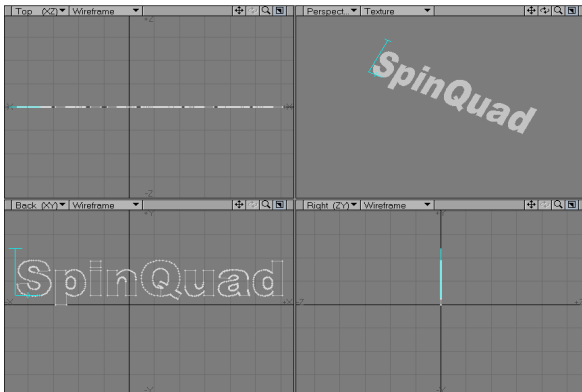 Top (XZ) Wireframe
Perspect... Texture
+Z
X
-Z
SpinQuad
Back (XY) Wireframe
Right (ZY) Wireframe
+Y
+Y
SpinQuad
-X
+X
-Z
-Y
-Y